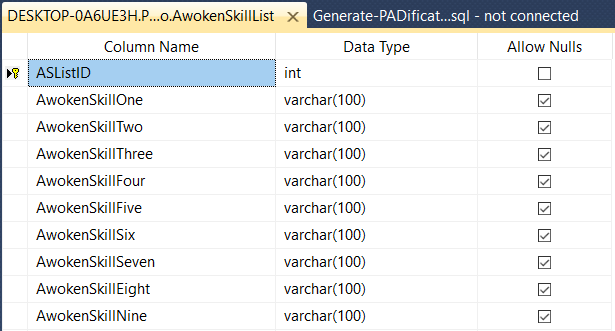 DESKTOP-0A6UE3H.P...o.AwokenSkillList Generate-PADificat...sql - not connected
Column Name Data Type Allow Nulls
ASListID int
AwokenSkillOne varchar(100)
AwokenSkillTwo varchar(100)
AwokenSkillThree varchar(100)
AwokenSkillFour varchar(100)
AwokenSkillFive varchar(100)
AwokenSkillSix varchar(100)
AwokenSkillSeven varchar(100)
AwokenSkillEight varchar(100)
AwokenSkillNine varchar(100)